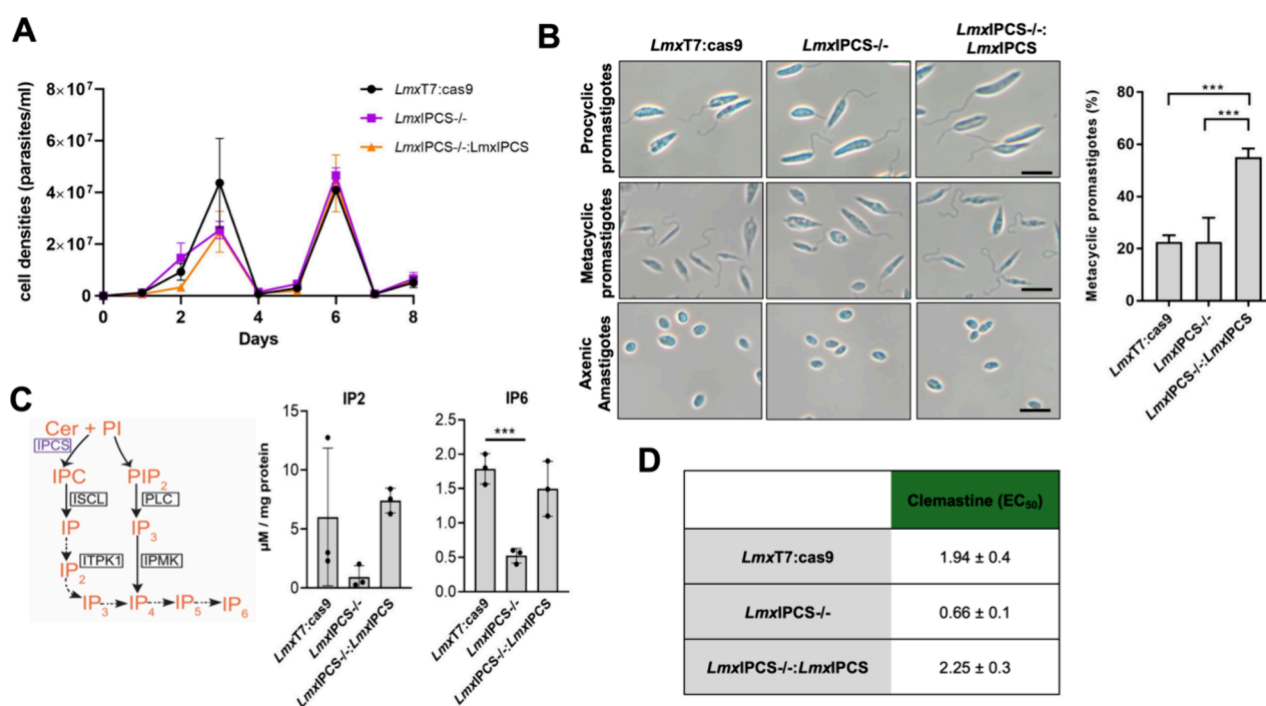 A
cell densities (parasites/ml)
8×10⁷
6×10⁷
4×10⁷
2×10⁷
0
0
2
4
6
8
Days
LmxT7:cas9
LmxIPCS-/-
LmxIPCS-/-:LmxIPCS
B
LmxT7:cas9
LmxIPCS-/-
LmxIPCS-/-:
LmxIPCS
Procyclic
promastigotes
Metacyclic
promastigotes
Axenic
Amastigotes
Metacyclic promastigotes (%)
80
60
40
20
0
***
***
LmxT7:cas9
LmxIPCS-/-
LmxIPCS-/-:LmxIPCS
C
Cer + PI
IPCS
IPC
PIP₂
ISCL
PLC
IP
IP₃
ITPK1
IPMK
IP₂
IP₃
IP₄
IP₅
IP₆
IP2
µM / mg protein
15
10
5
0
LmxT7:cas9
LmxIPCS-/-
LmxIPCS-/-:LmxIPCS
IP6
2.5
2.0
1.5
1.0
0.5
0.0
***
LmxT7:cas9
LmxIPCS-/-
LmxIPCS-/-:LmxIPCS
D
Clemastine (EC₅₀)
LmxT7:cas9 1.94 ± 0.4
LmxIPCS-/- 0.66 ± 0.1
LmxIPCS-/-:LmxIPCS 2.25 ± 0.3